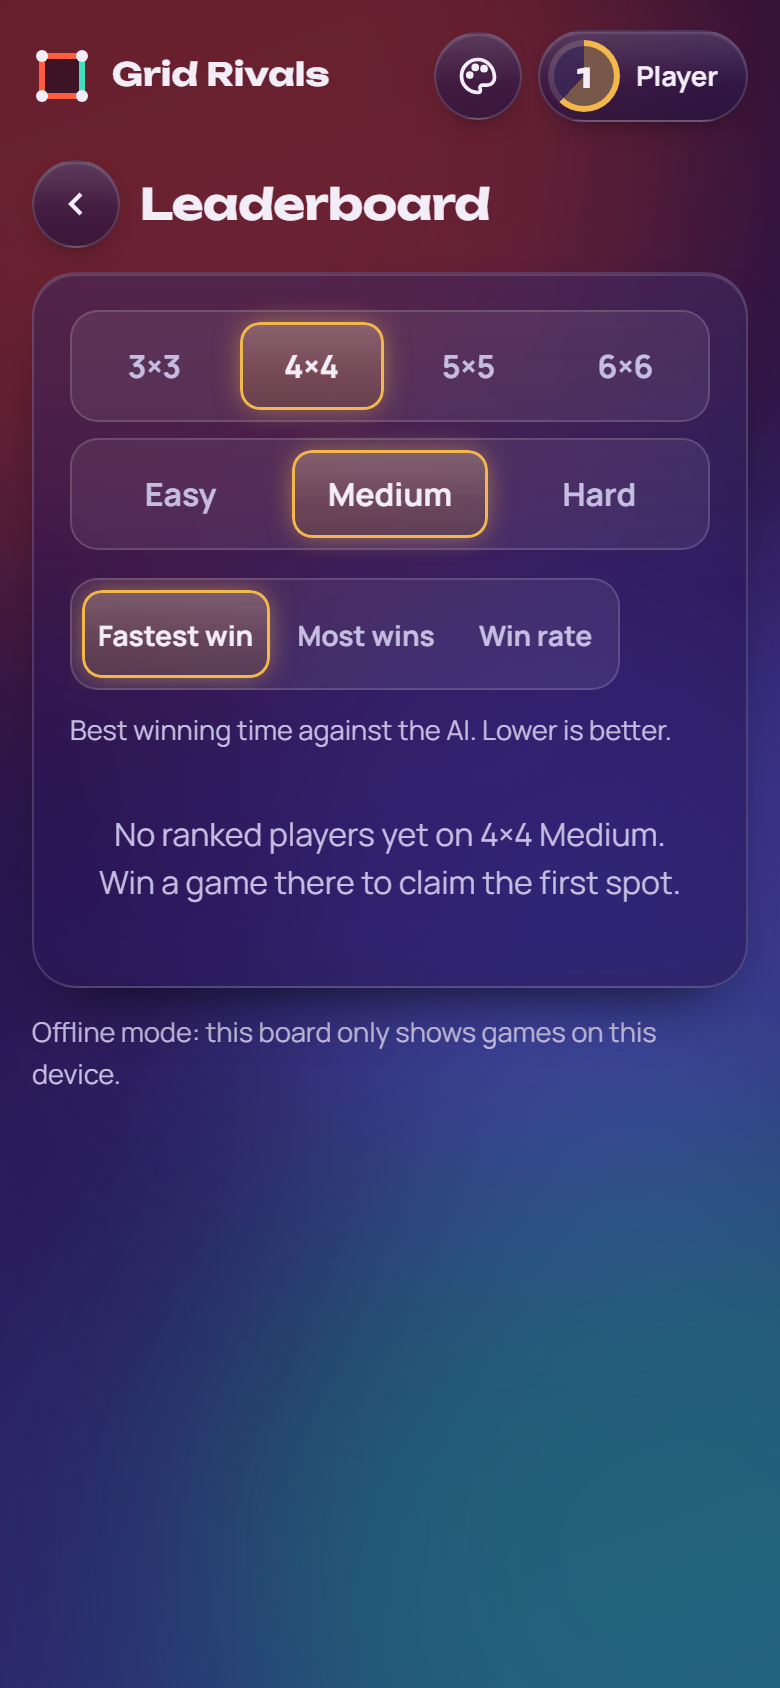 Grid Rivals
1 Player
Leaderboard
3×3 4×4 5×5 6×6
Easy Medium Hard
Fastest win Most wins Win rate
Best winning time against the AI. Lower is better.
No ranked players yet on 4×4 Medium.
Win a game there to claim the first spot.
Offline mode: this board only shows games on this
device.